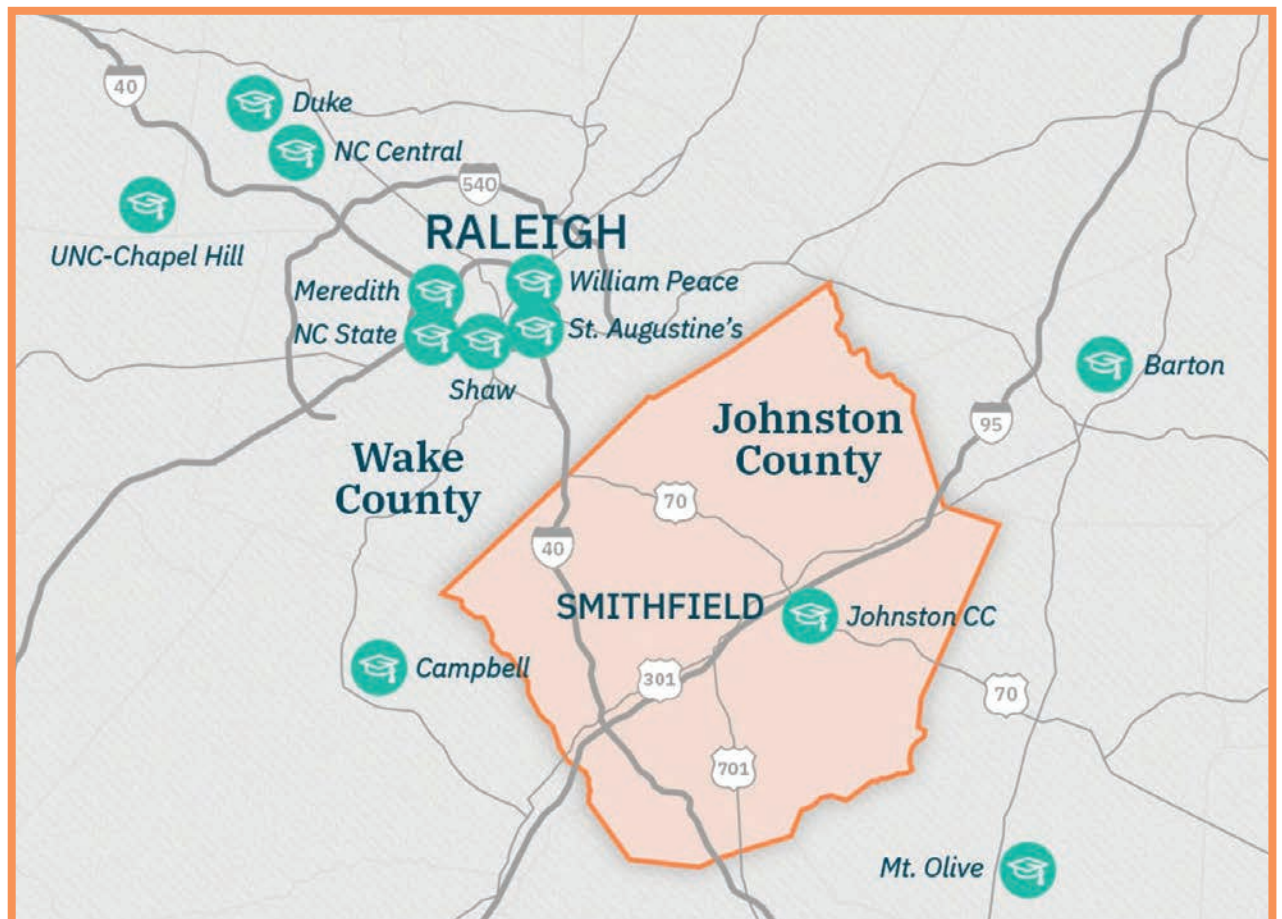 40
Duke
NC Central
540
UNC-Chapel Hill
RALEIGH
Meredith
William Peace
NC State
St. Augustine's
Shaw
Barton
Johnston
County
95
Wake
County
70
40
SMITHFIELD
Johnston CC
Campbell
301
70
701
Mt. Olive